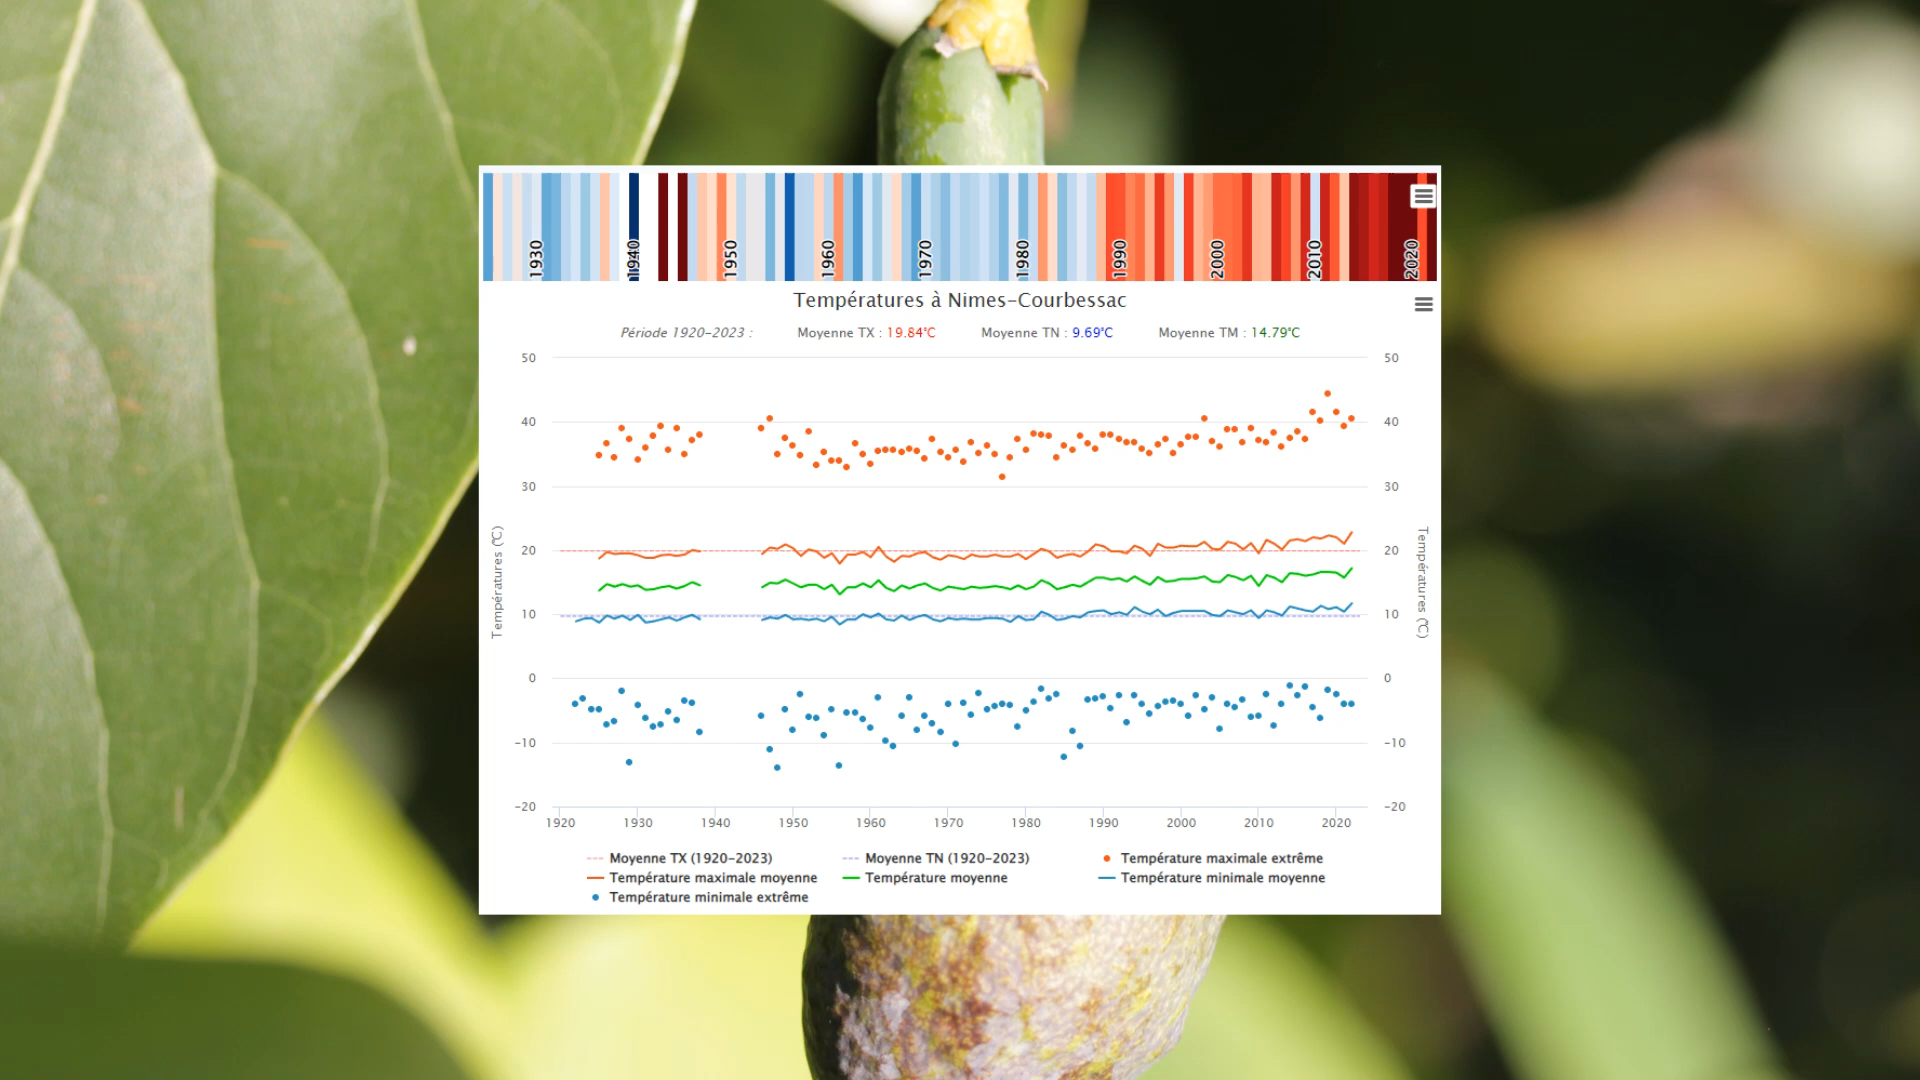 1930 1940 1950 1960 1970 1980 1990 2000 2010 2020
Températures à Nimes-Courbessac
Période 1920-2023 : Moyenne TX : 19.84°C Moyenne TN : 9.69°C Moyenne TM : 14.79°C
50 50
40 40
30 30
20 20
10 10
0 0
-10 -10
-20 -20
Températures (°C)
Températures (°C)
1920 1930 1940 1950 1960 1970 1980 1990 2000 2010 2020
Moyenne TX (1920-2023) Moyenne TN (1920-2023) Température maximale extrême
Température maximale moyenne Température moyenne Température minimale moyenne
Température minimale extrême